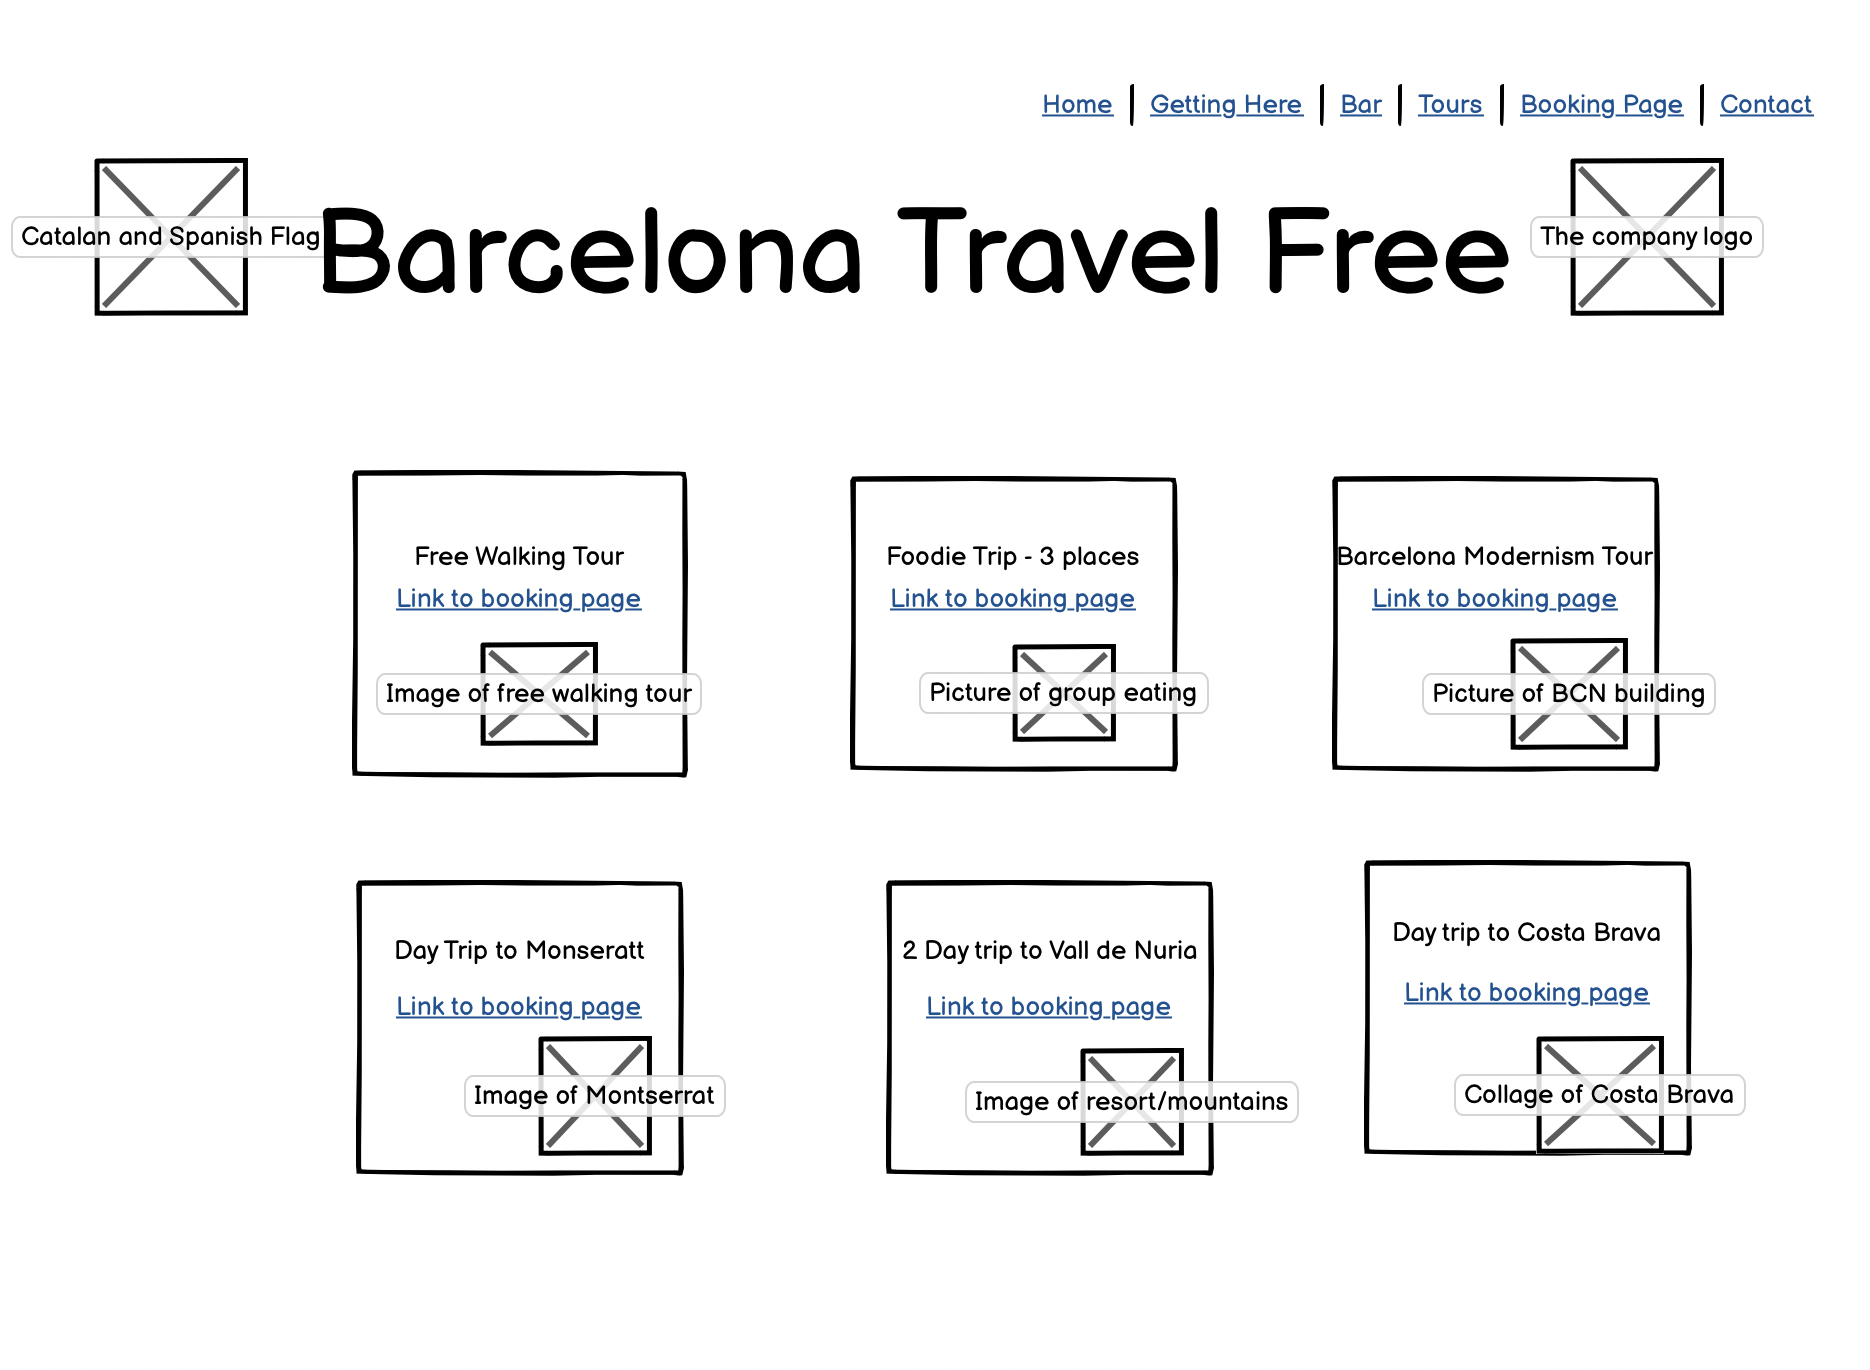 Home | Getting Here | Bar | Tours | Booking Page | Contact
Catalan and Spanish Flag
Barcelona Travel Free
The company logo
Free Walking Tour
Link to booking page
Image of free walking tour
Foodie Trip - 3 places
Link to booking page
Picture of group eating
Barcelona Modernism Tour
Link to booking page
Picture of BCN building
Day Trip to Monseratt
Link to booking page
Image of Montserrat
2 Day trip to Vall de Nuria
Link to booking page
Image of resort/mountains
Day trip to Costa Brava
Link to booking page
Collage of Costa Brava